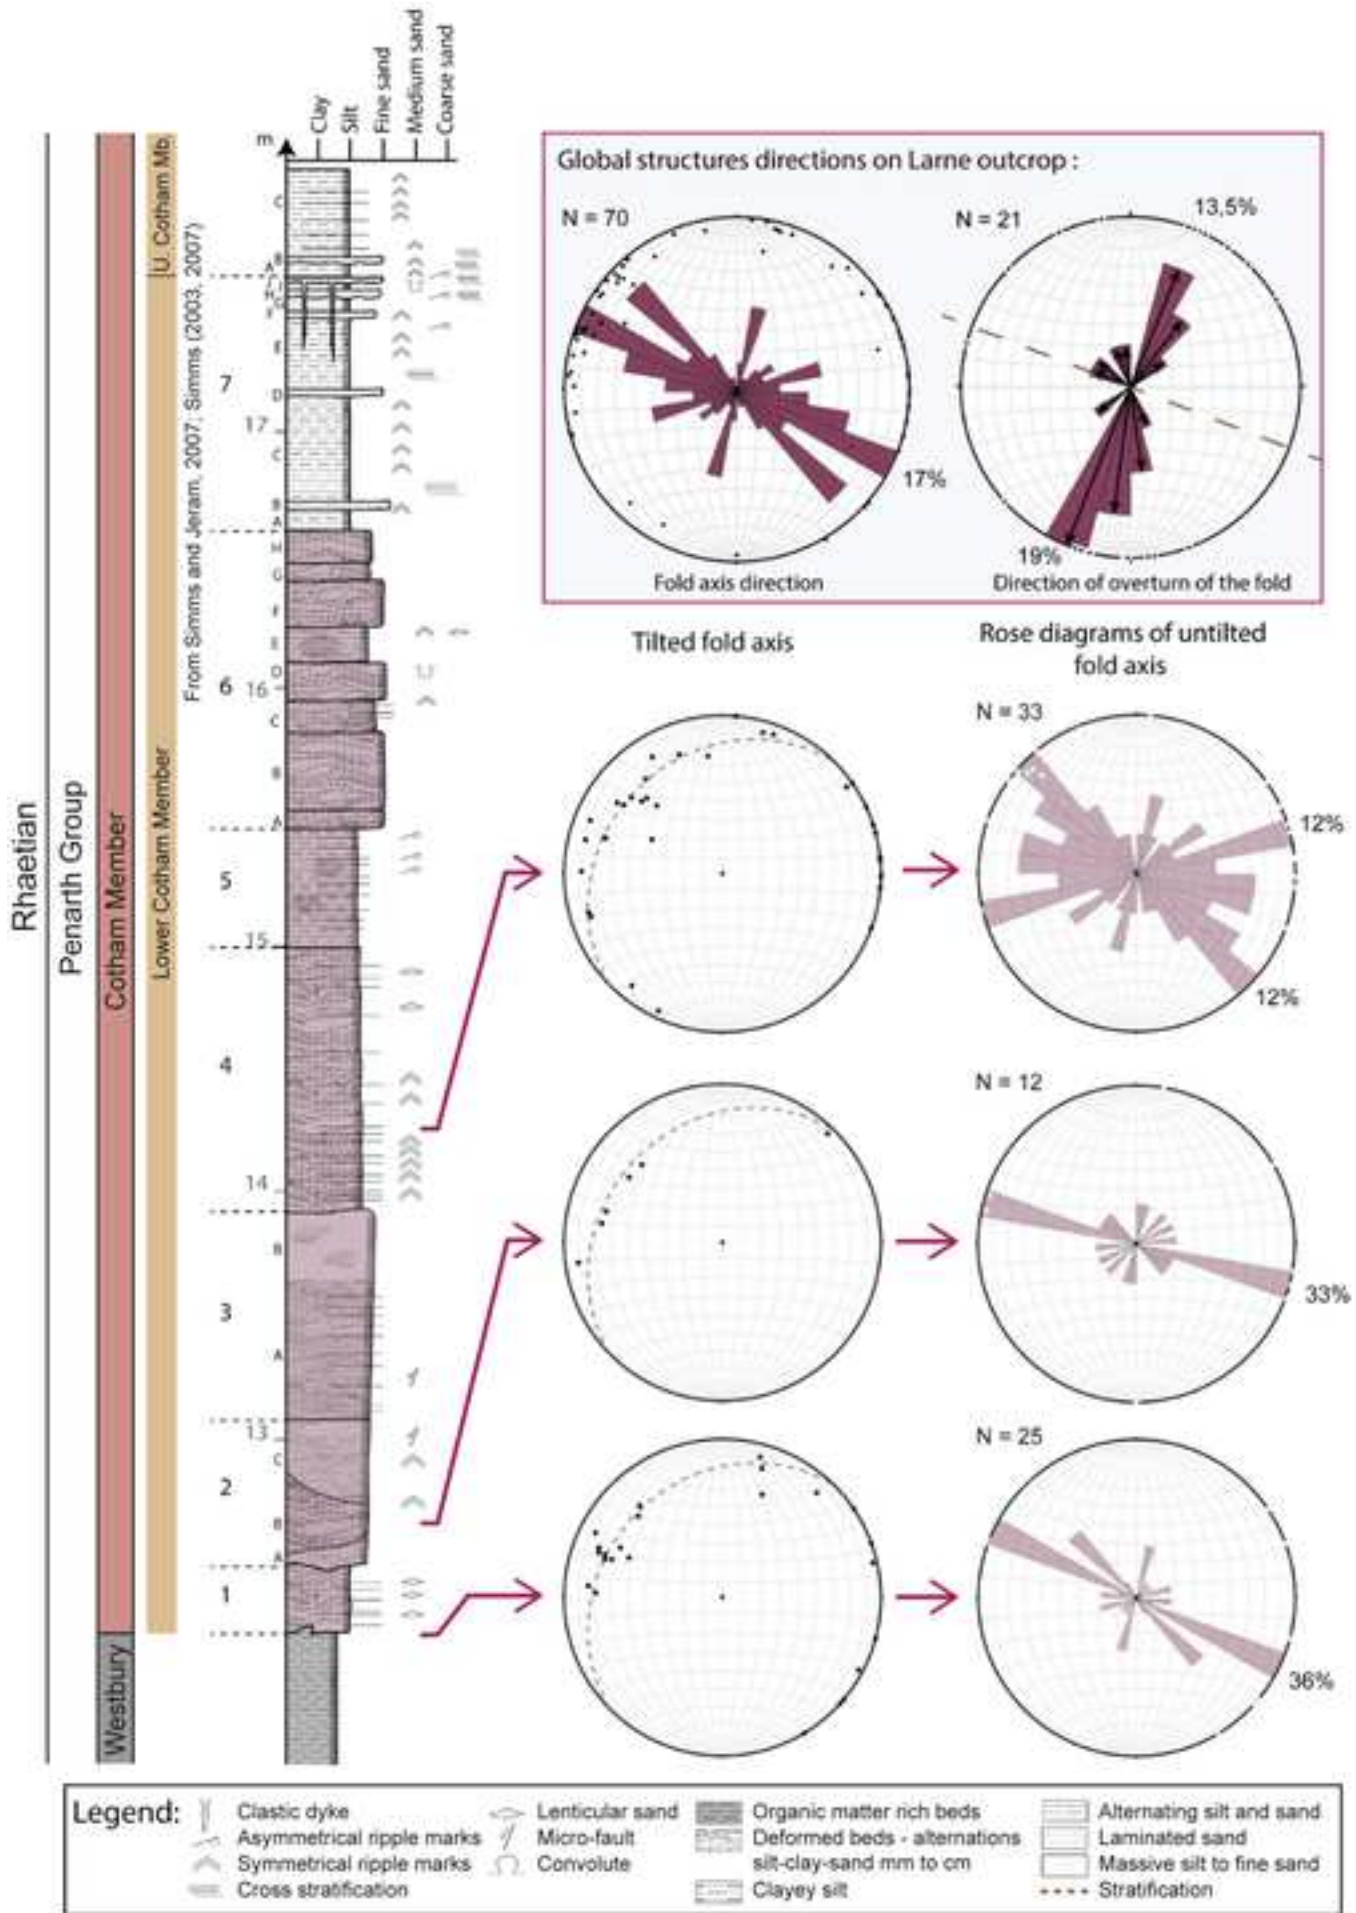 m
Clay
Silt
Fine sand
Medium sand
Coarse sand
Rhaetian
Penarth Group
Cotham Member
Westbury
U. Cotham Mb
Lower Cotham Member
From Simms and Jeram, 2007; Simms (2003, 2007)
7
6
5
4
3
2
1
17
16
15
14
13
C
B
A
F
E
D
C
B
A
H
G
F
E
D
C
B
A
B
A
C
B
A
Global structures directions on Larne outcrop :
N = 70
17%
Fold axis direction
N = 21
13,5%
19%
Direction of overturn of the fold
Tilted fold axis
Rose diagrams of untilted
fold axis
N = 33
12%
12%
N = 12
33%
N = 25
36%
Legend:
Clastic dyke
Asymmetrical ripple marks
Symmetrical ripple marks
Cross stratification
Lenticular sand
Micro-fault
Convolute
Organic matter rich beds
Deformed beds - alternations
silt-clay-sand mm to cm
Clayey silt
Alternating silt and sand
Laminated sand
Massive silt to fine sand
Stratification